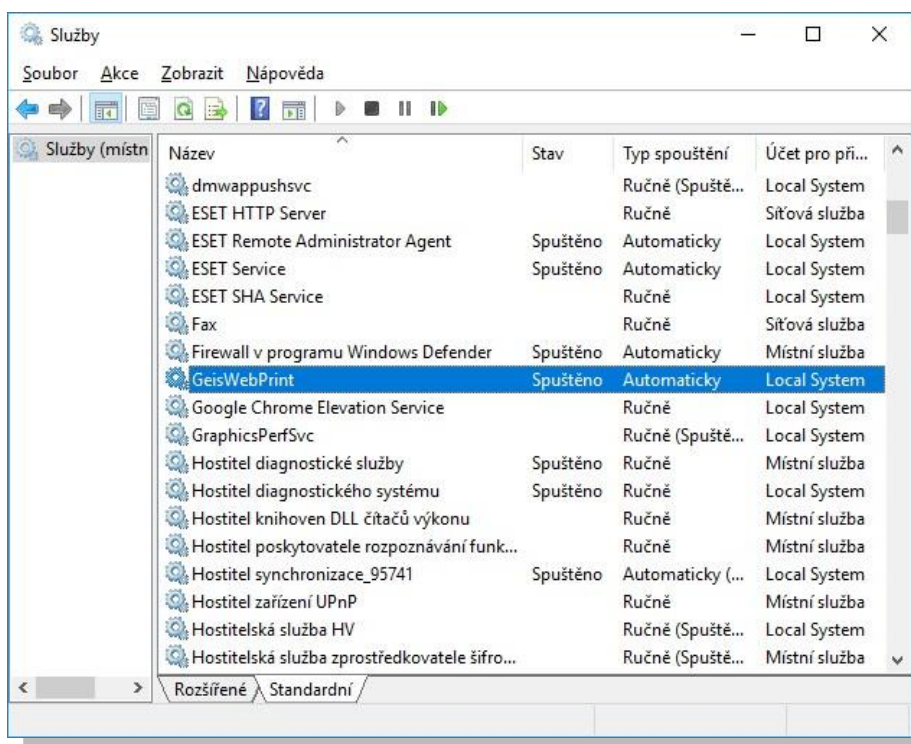 Služby
Soubor Akce Zobrazit Nápověda
Služby (místn
Název Stav Typ spouštění Účet pro při...
dmwappushsvc Ručně (Spuště... Local System
ESET HTTP Server Ručně Síťová služba
ESET Remote Administrator Agent Spuštěno Automaticky Local System
ESET Service Spuštěno Automaticky Local System
ESET SHA Service Ručně Local System
Fax Ručně Síťová služba
Firewall v programu Windows Defender Spuštěno Automaticky Místní služba
GeisWebPrint Spuštěno Automaticky Local System
Google Chrome Elevation Service Ručně Local System
GraphicsPerfSvc Ručně (Spuště... Local System
Hostitel diagnostické služby Spuštěno Ručně Místní služba
Hostitel diagnostického systému Spuštěno Ručně Local System
Hostitel knihoven DLL čítačů výkonu Ručně Místní služba
Hostitel poskytovatele rozpoznávání funk... Ručně Místní služba
Hostitel synchronizace_95741 Spuštěno Automaticky (... Local System
Hostitel zařízení UPnP Ručně Místní služba
Hostitelská služba HV Ručně (Spuště... Local System
Hostitelská služba zprostředkovatele šifro... Ručně (Spuště... Místní služba
Rozšířené Standardní